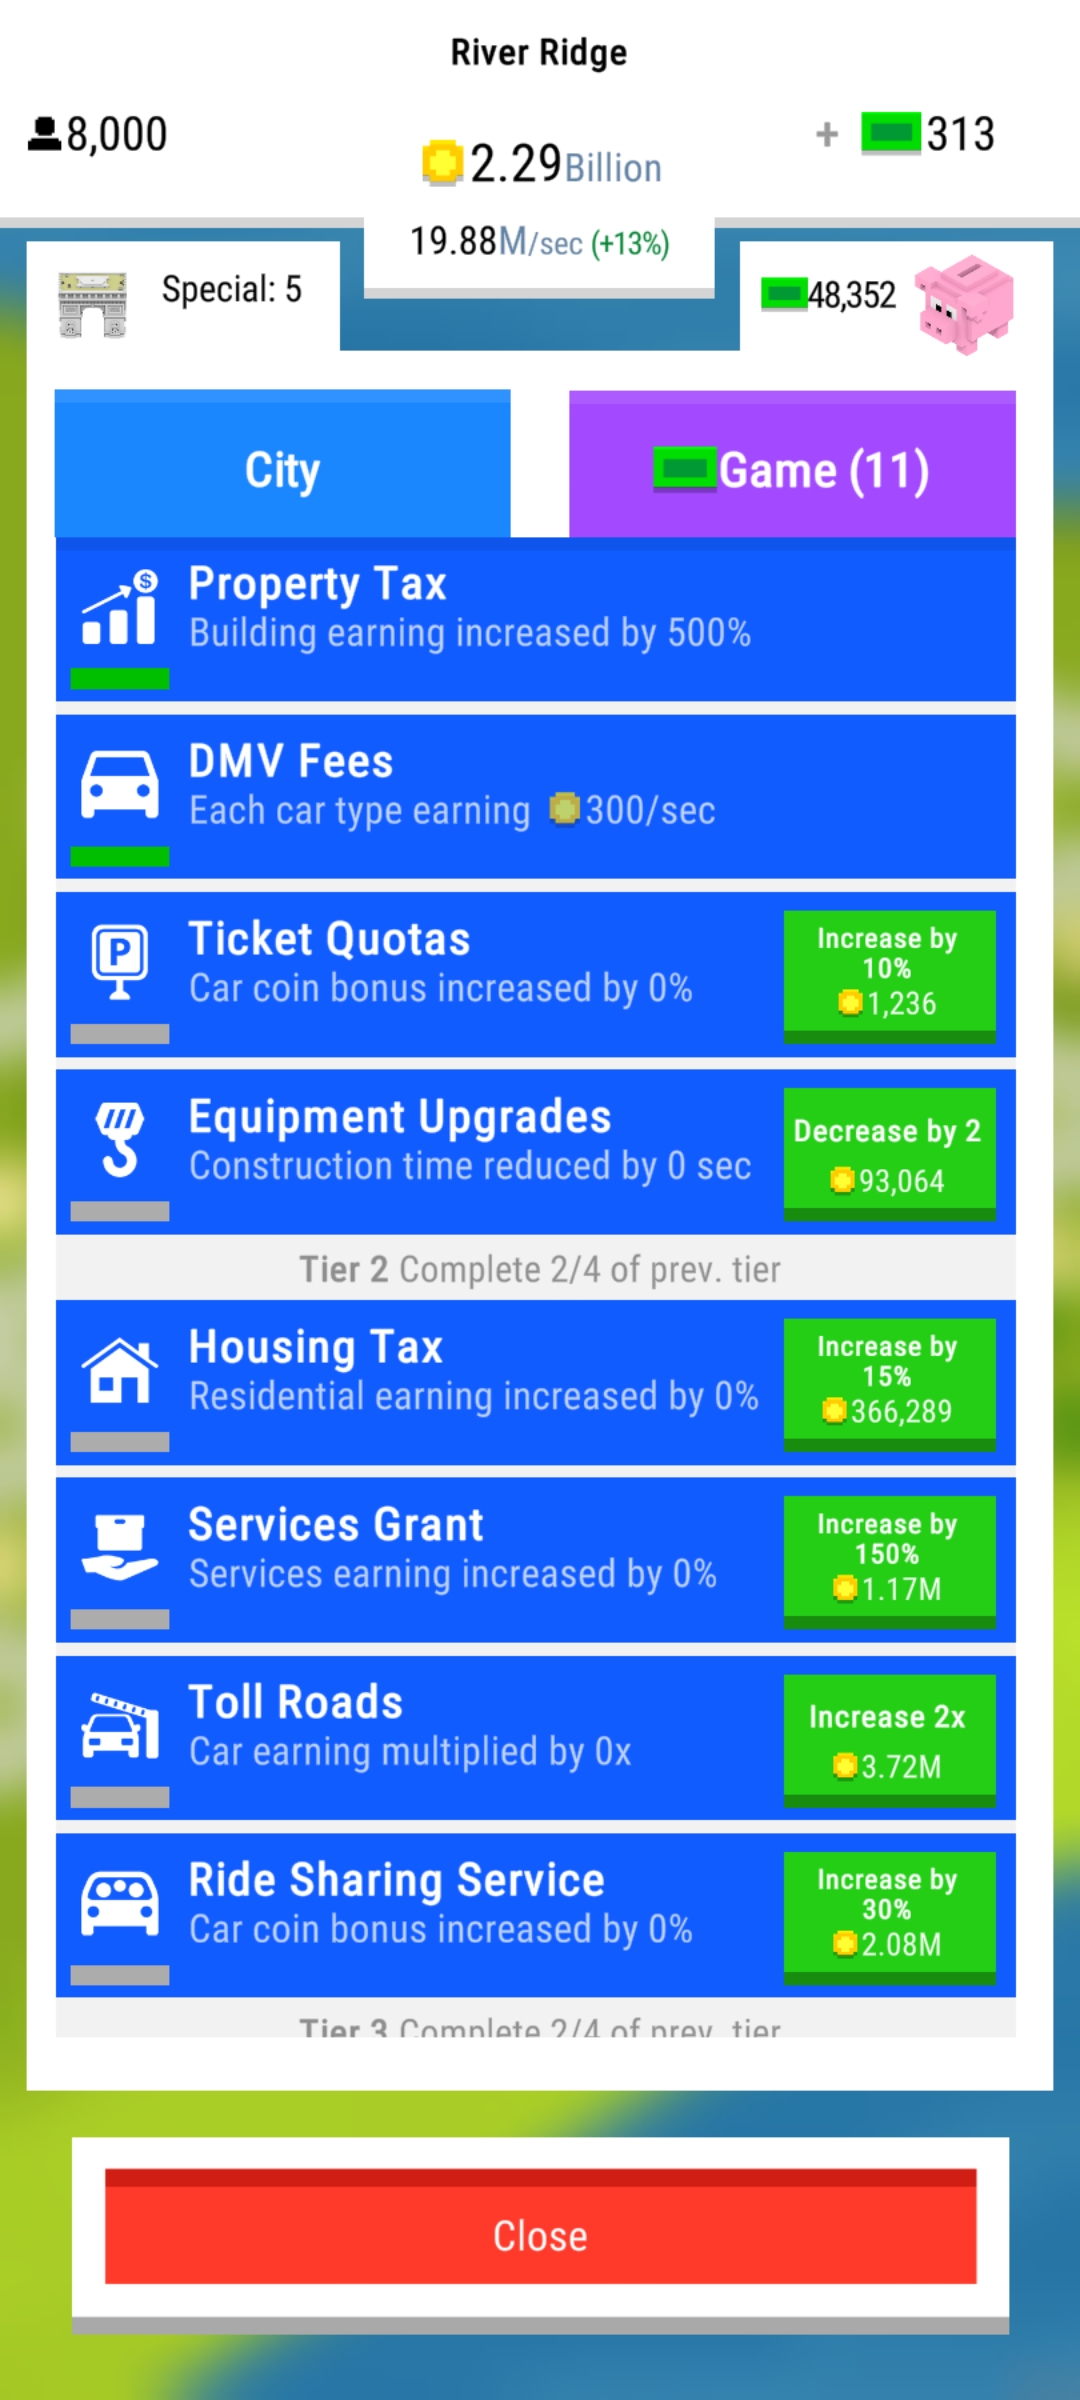 River Ridge
8,000
2.29 Billion
+ 313
19.88M/sec (+13%)
Special: 5
48,352
City
Game (11)
Property Tax
Building earning increased by 500%
DMV Fees
Each car type earning 300/sec
Ticket Quotas
Car coin bonus increased by 0%
Increase by
10%
1,236
Equipment Upgrades
Construction time reduced by 0 sec
Decrease by 2
93,064
Tier 2 Complete 2/4 of prev. tier
Housing Tax
Residential earning increased by 0%
Increase by
15%
366,289
Services Grant
Services earning increased by 0%
Increase by
150%
1.17M
Toll Roads
Car earning multiplied by 0x
Increase 2x
3.72M
Ride Sharing Service
Car coin bonus increased by 0%
Increase by
30%
2.08M
Tier 3 Complete 2/4 of prev. tier
Close